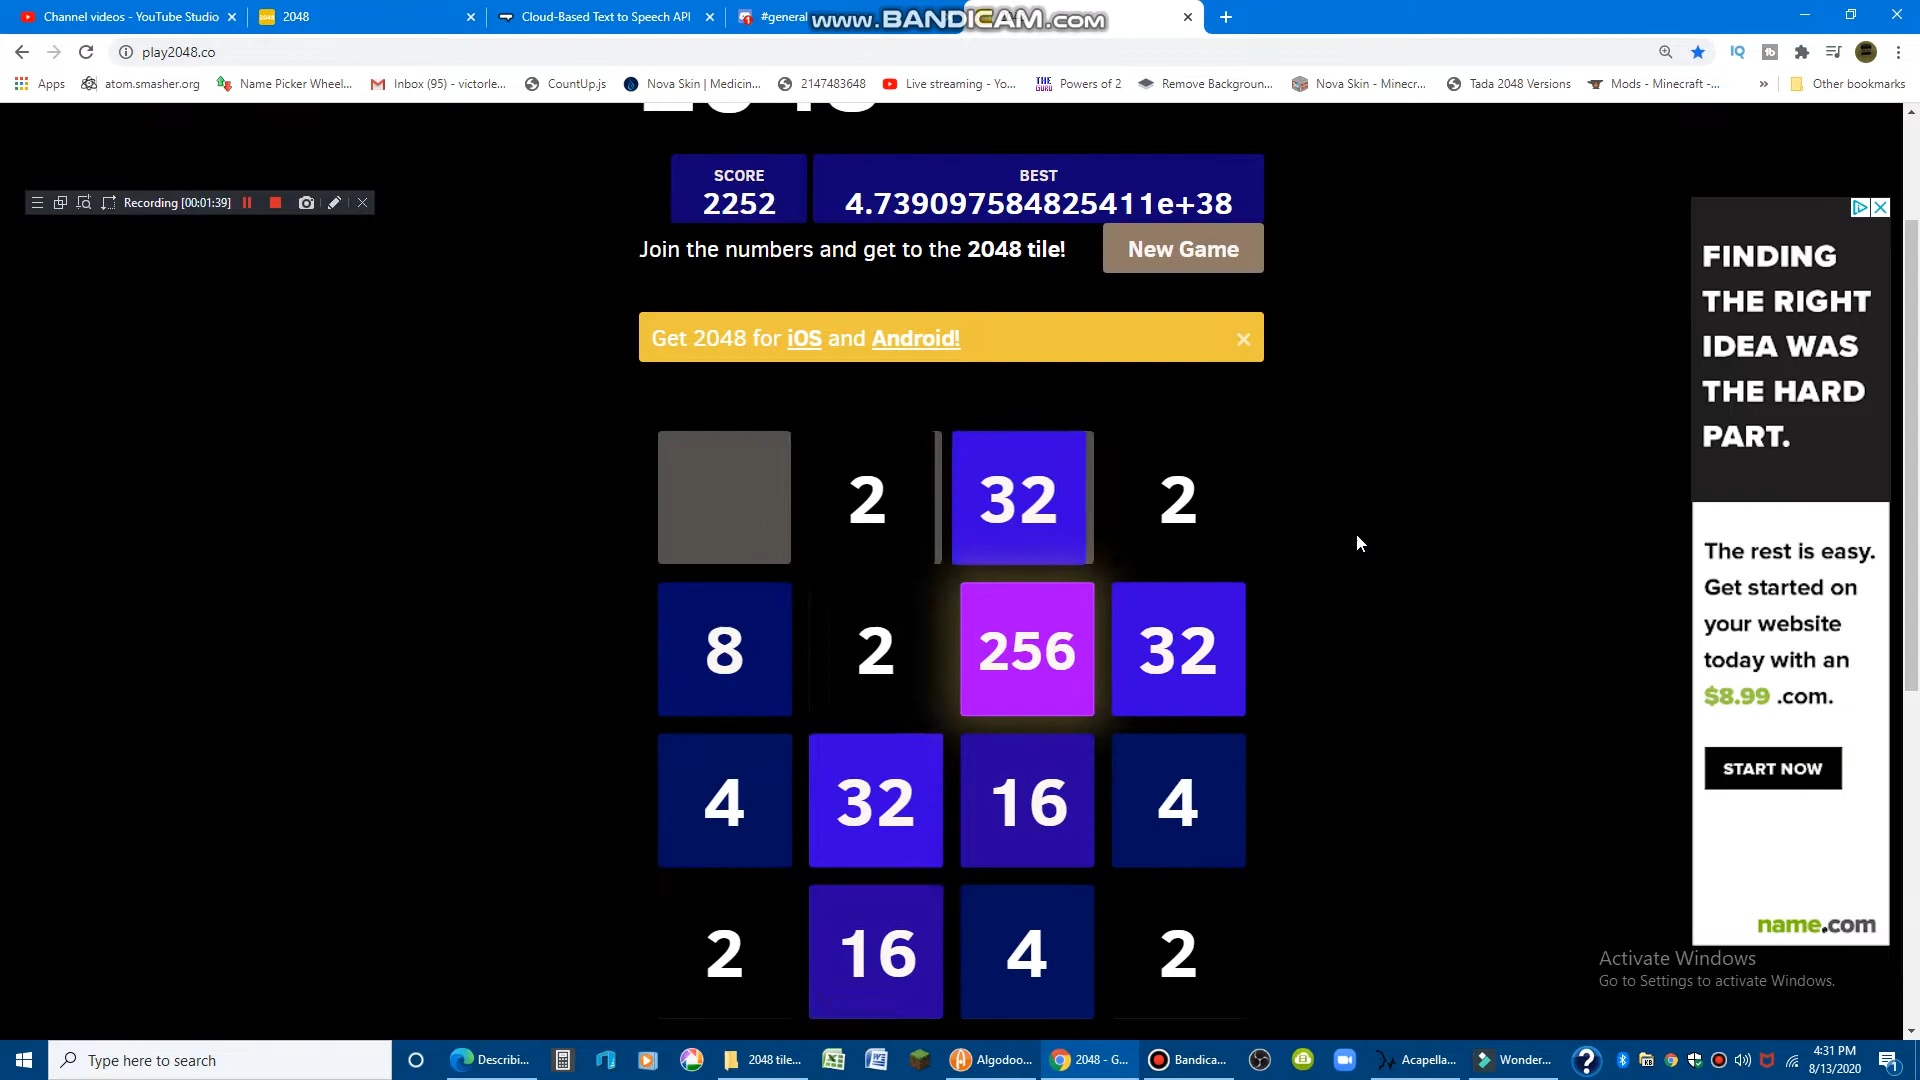 Channel videos - YouTube Studio
2048
Cloud-Based Text to Speech API
#general
WWW.BANDICAM.COM
play2048.co
Apps
atom.smasher.org
Name Picker Wheel...
Inbox (95) - victorle...
CountUp.js
Nova Skin | Medicin...
2147483648
Live streaming - Yo...
THE GURU
Powers of 2
Remove Backgroun...
Nova Skin - Minecr...
Tada 2048 Versions
Mods - Minecraft -...
»
Other bookmarks
SCORE
2252
BEST
4.739097584825411e+38
Recording [00:01:39]
Join the numbers and get to the 2048 tile!
New Game
Get 2048 for iOS and Android!
2 32 2
8 2 256 32
4 32 16 4
2 16 4 2
FINDING
THE RIGHT
IDEA WAS
THE HARD
PART.
The rest is easy.
Get started on
your website
today with an
$8.99 .com.
START NOW
name.com
Activate Windows
Go to Settings to activate Windows.
Type here to search
Describi...
2048 tile...
Algodoo...
2048 - G...
Bandica...
Acapella...
Wonder...
4:31 PM
8/13/2020
1